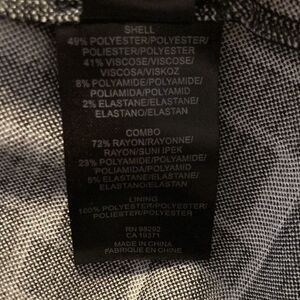 SHELL
49% POLYESTER/POLYESTER/
POLIESTER/POLYESTER
41% VISCOSE/VISCOSE/
VISCOSA/VISKOZ
8% POLYAMIDE/POLYAMIDE/
POLIAMIDA/POLYAMID
2% ELASTANE/ELASTANE/
ELASTANO/ELASTAN
COMBO
72% RAYON/RAYONNE/
RAYON/SUNI IPEK
23% POLYAMIDE/POLYAMIDE/
POLIAMIDA/POLYAMID
5% ELASTANE/ELASTANE/
ELASTANO/ELASTAN
LINING
100% POLYESTER/POLYESTER/
POLIESTER/POLYESTER
RN 98292
CA 19371
MADE IN CHINA
FABRIQUE EN CHINE